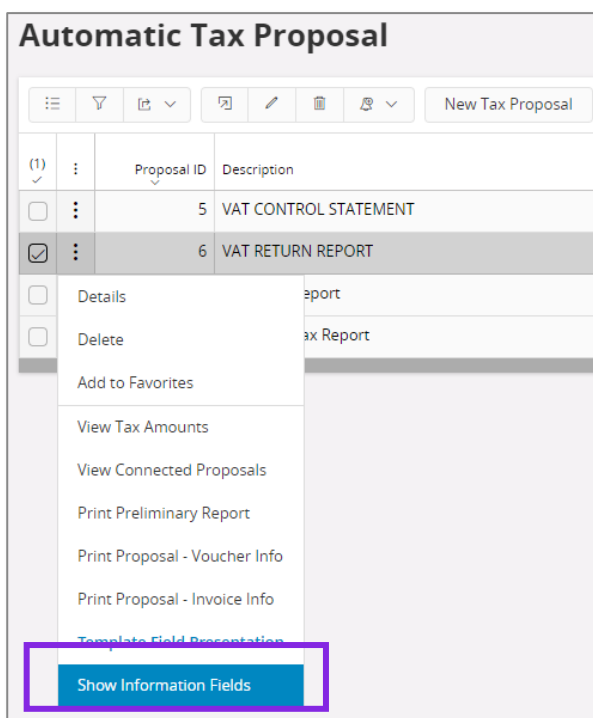 Automatic Tax Proposal
New Tax Proposal
(1) Proposal ID Description
5 VAT CONTROL STATEMENT
6 VAT RETURN REPORT
Details
eport
Delete
ax Report
Add to Favorites
View Tax Amounts
View Connected Proposals
Print Preliminary Report
Print Proposal - Voucher Info
Print Proposal - Invoice Info
Template Field Presentation
Show Information Fields